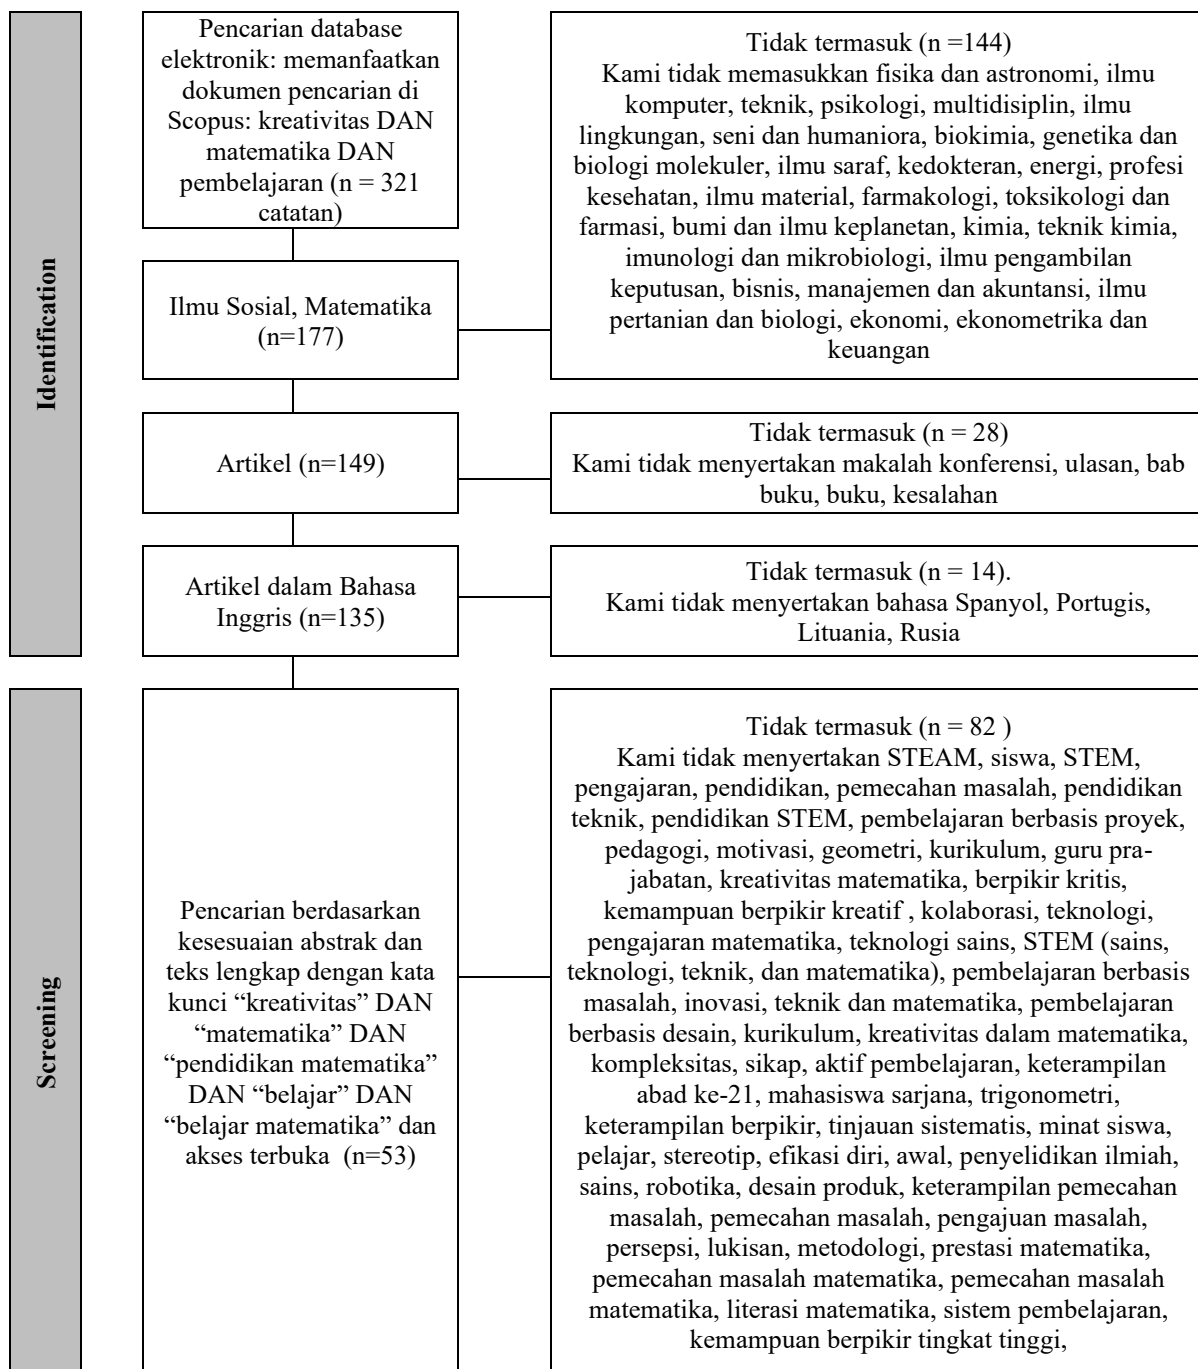 Identification
Pencarian database
elektronik: memanfaatkan
dokumen pencarian di
Scopus: kreativitas DAN
matematika DAN
pembelajaran (n = 321
catatan)
Tidak termasuk (n =144)
Kami tidak memasukkan fisika dan astronomi, ilmu
komputer, teknik, psikologi, multidisiplin, ilmu
lingkungan, seni dan humaniora, biokimia, genetika dan
biologi molekuler, ilmu saraf, kedokteran, energi, profesi
kesehatan, ilmu material, farmakologi, toksikologi dan
farmasi, bumi dan ilmu keplanetan, kimia, teknik kimia,
imunologi dan mikrobiologi, ilmu pengambilan
keputusan, bisnis, manajemen dan akuntansi, ilmu
pertanian dan biologi, ekonomi, ekonometrika dan
keuangan
Ilmu Sosial, Matematika
(n=177)
Artikel (n=149)
Tidak termasuk (n = 28)
Kami tidak menyertakan makalah konferensi, ulasan, bab
buku, buku, kesalahan
Artikel dalam Bahasa
Inggris (n=135)
Tidak termasuk (n = 14).
Kami tidak menyertakan bahasa Spanyol, Portugis,
Lituania, Rusia
Screening
Pencarian berdasarkan
kesesuaian abstrak dan
teks lengkap dengan kata
kunci “kreativitas” DAN
“matematika” DAN
“pendidikan matematika”
DAN “belajar” DAN
“belajar matematika” dan
akses terbuka (n=53)
Tidak termasuk (n = 82 )
Kami tidak menyertakan STEAM, siswa, STEM,
pengajaran, pendidikan, pemecahan masalah, pendidikan
teknik, pendidikan STEM, pembelajaran berbasis proyek,
pedagogi, motivasi, geometri, kurikulum, guru pra-
jabatan, kreativitas matematika, berpikir kritis,
kemampuan berpikir kreatif , kolaborasi, teknologi,
pengajaran matematika, teknologi sains, STEM (sains,
teknologi, teknik, dan matematika), pembelajaran berbasis
masalah, inovasi, teknik dan matematika, pembelajaran
berbasis desain, kurikulum, kreativitas dalam matematika,
kompleksitas, sikap, aktif pembelajaran, keterampilan
abad ke-21, mahasiswa sarjana, trigonometri,
keterampilan berpikir, tinjauan sistematis, minat siswa,
pelajar, stereotip, efikasi diri, awal, penyelidikan ilmiah,
sains, robotika, desain produk, keterampilan pemecahan
masalah, pemecahan masalah, pengajuan masalah,
persepsi, lukisan, metodologi, prestasi matematika,
pemecahan masalah matematika, pemecahan masalah
matematika, literasi matematika, sistem pembelajaran,
kemampuan berpikir tingkat tinggi,